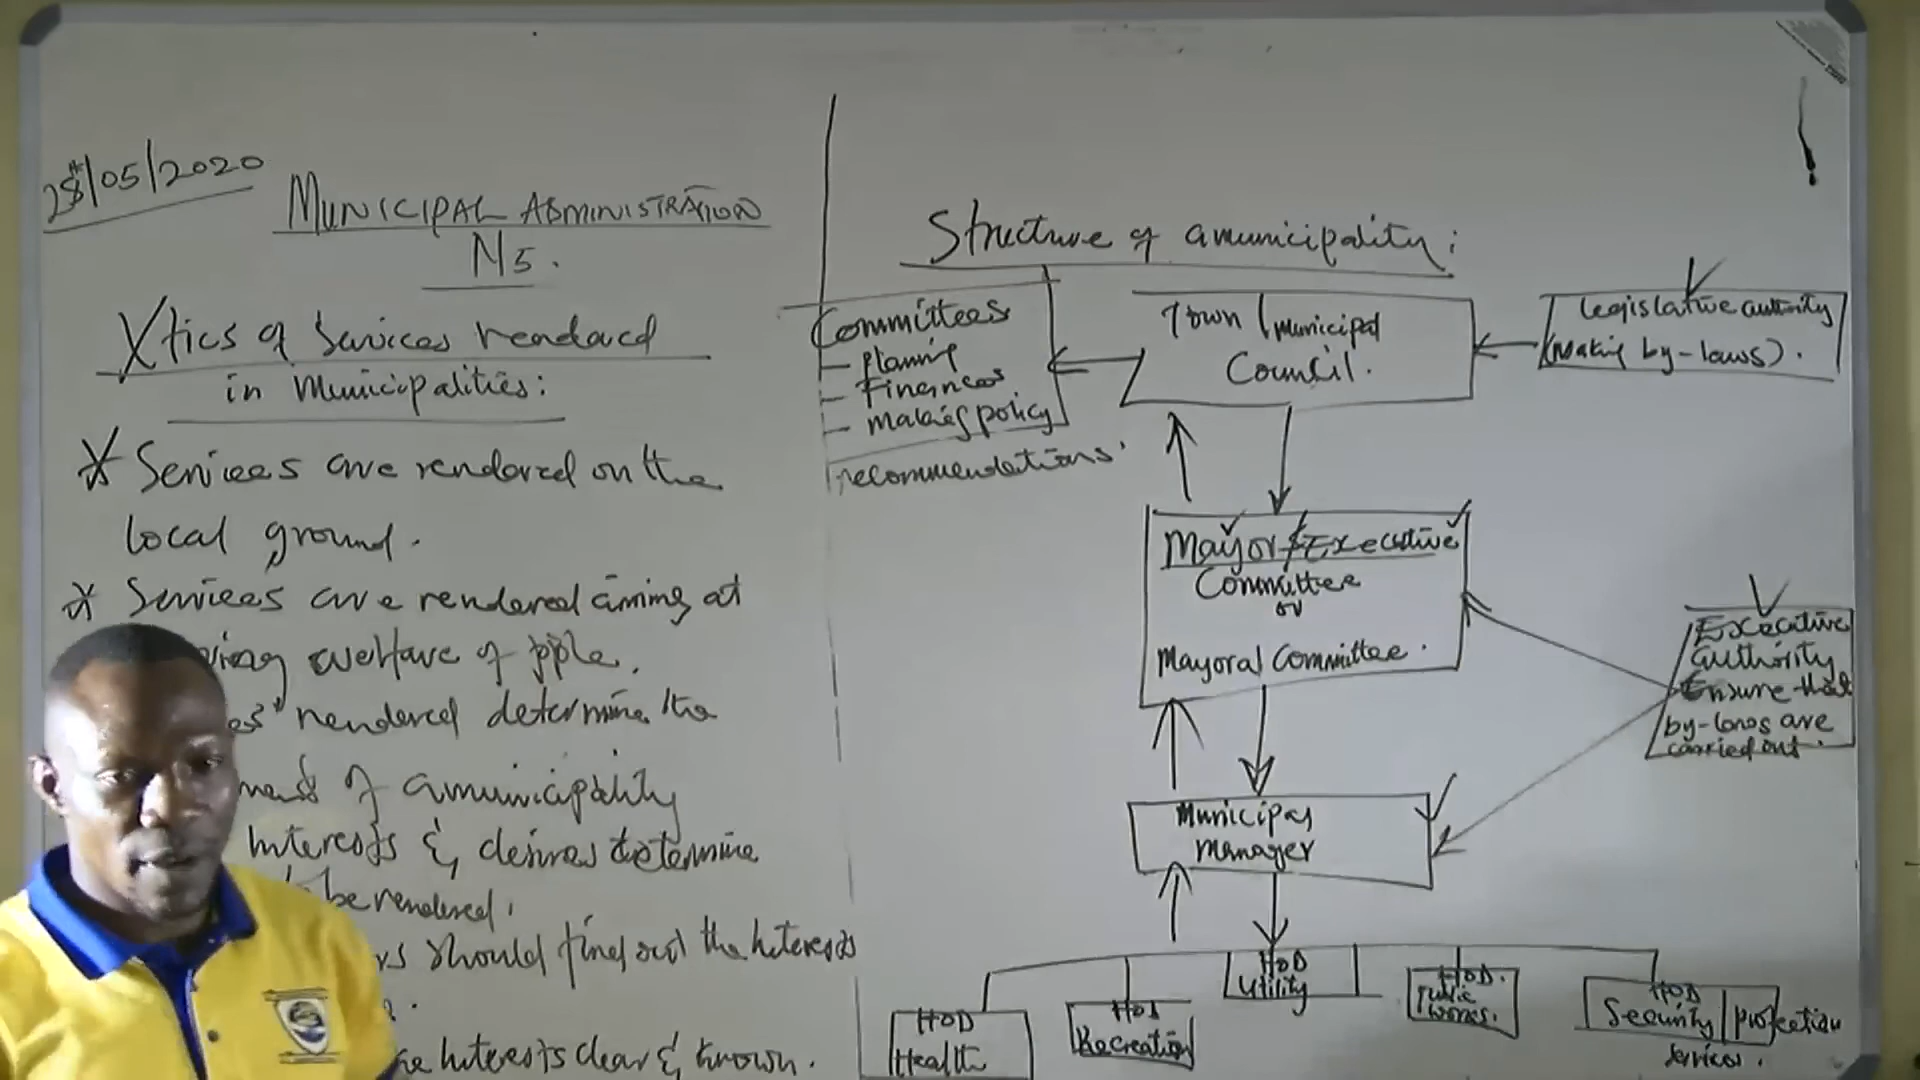 28th/05/2020
MUNICIPAL ADMINISTRATION
N5.
Xtics of Services rendered
in Municipalities:
* Services are rendered on the
local ground.
* Services are rendered aiming at
welfare of pple.
rendered determine the
of a municipality
Interests & desires determine
be rendered.
should find out the interests
interests clear & known.
Structure of a municipality:
Committees
- planning
- Finances
- Makes policy
recommendations.
Town/Municipal
Council.
Legislative authority
(Making by-laws).
Mayor/Executive
Committee
or
Mayoral Committee.
Executive
authority
Ensure that
by-laws are
carried out.
Municipal
Manager
HOD
Health
HOD
Recreation
HOD
Utility
HOD.
Public
works.
HOD
Security/protection
services.